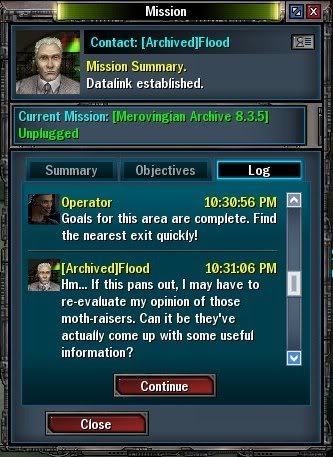 Mission
Contact: [Archived]Flood
Mission Summary.
Datalink established.
Current Mission: [Merovingian Archive 8.3.5]
Unplugged
Summary
Objectives
Log
Operator 10:30:56 PM
Goals for this area are complete. Find
the nearest exit quickly!
[Archived]Flood 10:31:06 PM
Hm... If this pans out, I may have to
re-evaluate my opinion of those
moth-raisers. Can it be they've
actually come up with some useful
information?
Continue
Close